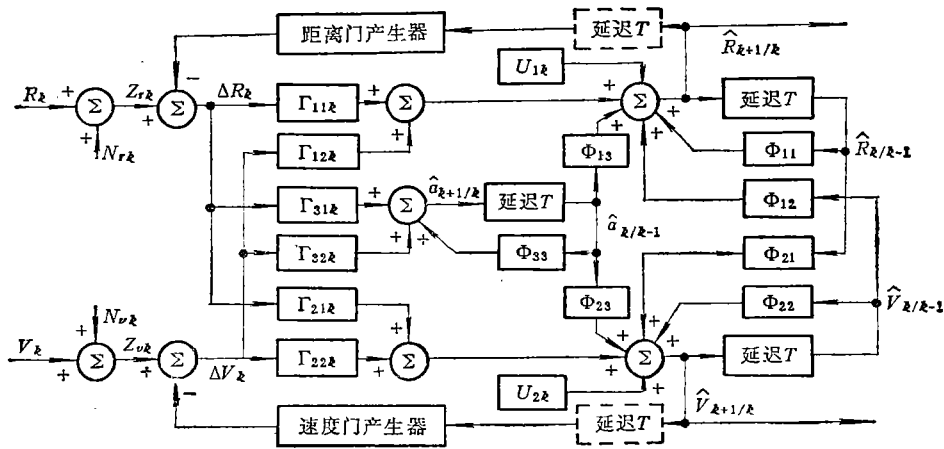 距离门产生器
延迟T
R̂k+1/k
U1k
Rk
+
Σ
Zrk
−
+
Σ
ΔRk
Γ11k
+
Σ
+
+
Σ
+
延迟T
+
Nrk
+
Γ12k
+
+
+
+
Φ11
R̂k/k-1
Φ13
Γ31k
+
Σ
âk+1/k
延迟T
Φ12
+
+
âk/k-1
Γ32k
Φ33
Φ21
Φ23
Γ21k
Φ22
V̂k/k-1
+
Nvk
+
+
+
+
Vk
Σ
Zvk
Σ
ΔVk
Γ22k
+
Σ
+
Σ
延迟T
+
+
−
U2k
+
V̂k+1/k
速度门产生器
延迟T